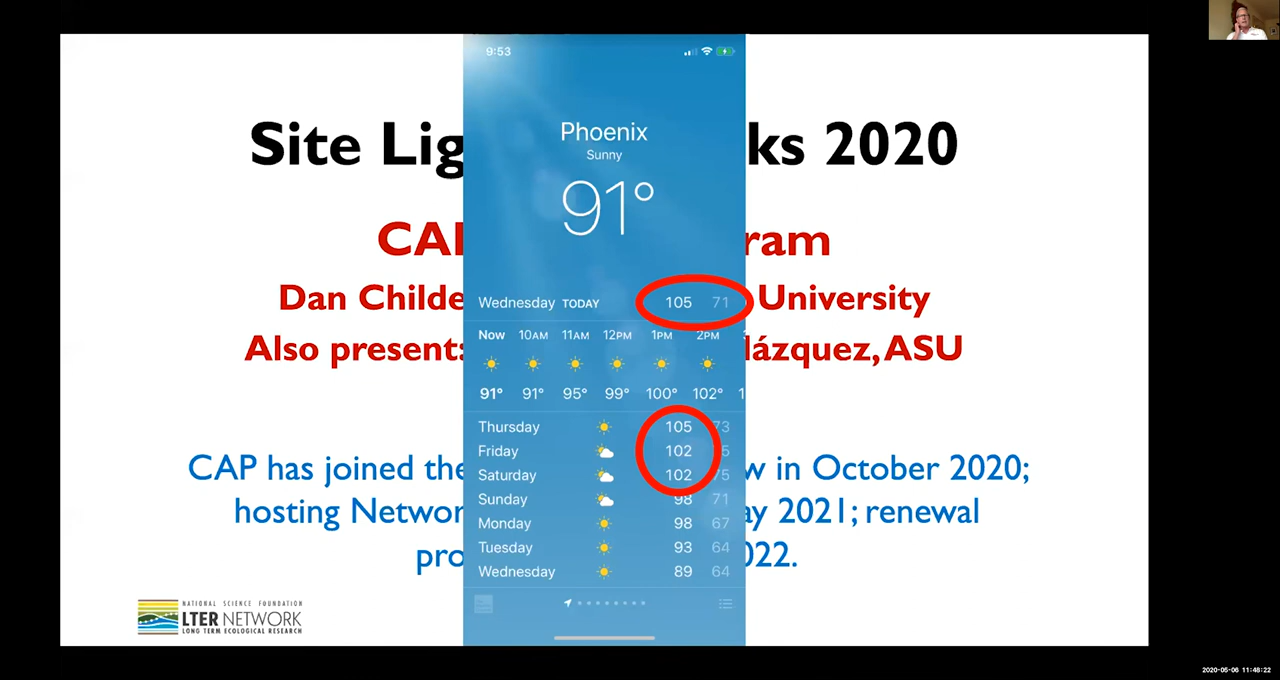 9:53
Site Lig ks 2020
Phoenix
Sunny
91°
CAI ram
Wednesday TODAY 105 71
Dan Childe University
Now 10AM 11AM 12PM 1PM 2PM
Also present: lázquez, ASU
91° 91° 95° 99° 100° 102° 1
Thursday 105 73
Friday 102 5
Saturday 102 75
CAP has joined the w in October 2020;
Sunday 98 71
hosting Networ ay 2021; renewal
Monday 98 67
Tuesday 93 64
pro 022.
Wednesday 89 64
NATIONAL SCIENCE FOUNDATION
LTER NETWORK
LONG TERM ECOLOGICAL RESEARCH
2020-05-06 11:48:22